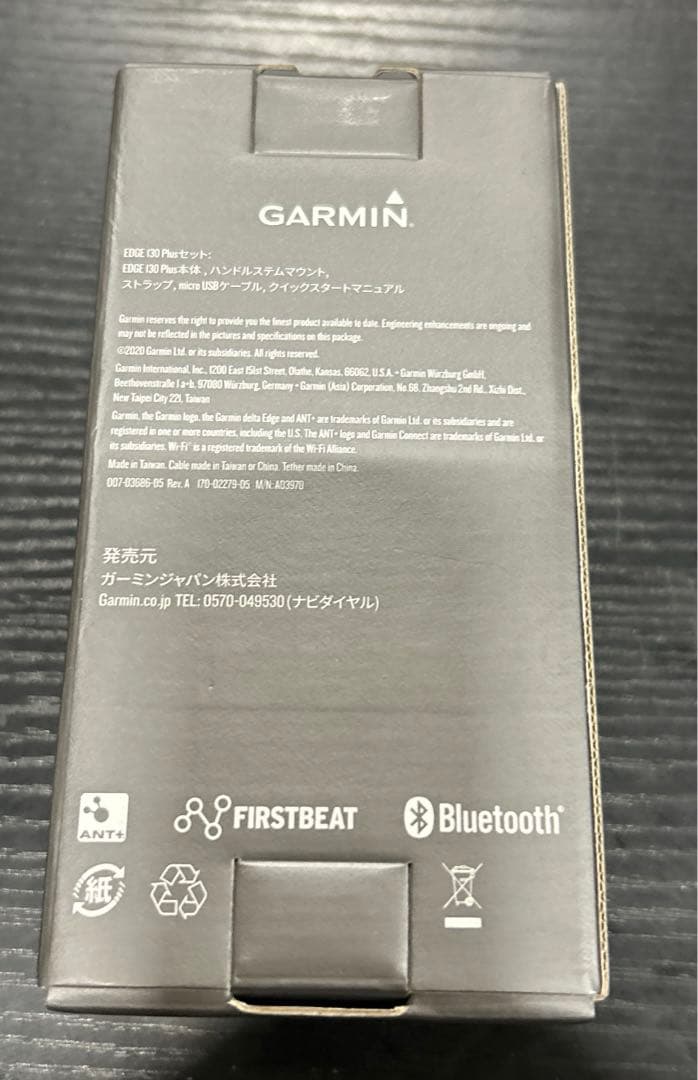 GARMIN®
EDGE 130 Plusセット:
EDGE 130 Plus本体 , ハンドルステムマウント,
ストラップ, micro USBケーブル, クイックスタートマニュアル
Garmin reserves the right to provide you the finest product available to date. Engineering enhancements are ongoing and
may not be reflected in the pictures and specifications on this package.
©2020 Garmin Ltd. or its subsidiaries. All rights reserved.
Garmin International, Inc., 1200 East 151st Street, Olathe, Kansas, 66062, U.S.A. • Garmin Würzburg GmbH,
Beethovenstraße 1 a+b, 97080 Würzburg, Germany • Garmin (Asia) Corporation, No.68, Zhangshu 2nd Rd., Xizhi Dist.,
New Taipei City 221, Taiwan
Garmin, the Garmin logo, the Garmin delta Edge and ANT+ are trademarks of Garmin Ltd. or its subsidiaries and are
registered in one or more countries, including the U.S. The ANT+ logo and Garmin Connect are trademarks of Garmin Ltd. or
its subsidiaries. Wi-Fi® is a registered trademark of the Wi-Fi Alliance.
Made in Taiwan. Cable made in Taiwan or China. Tether made in China.
007-03686-05 Rev. A 170-02279-05 M/N: A03970
発売元
ガーミンジャパン株式会社
Garmin.co.jp TEL: 0570-049530 (ナビダイヤル)
ANT+ FIRSTBEAT Bluetooth®
紙